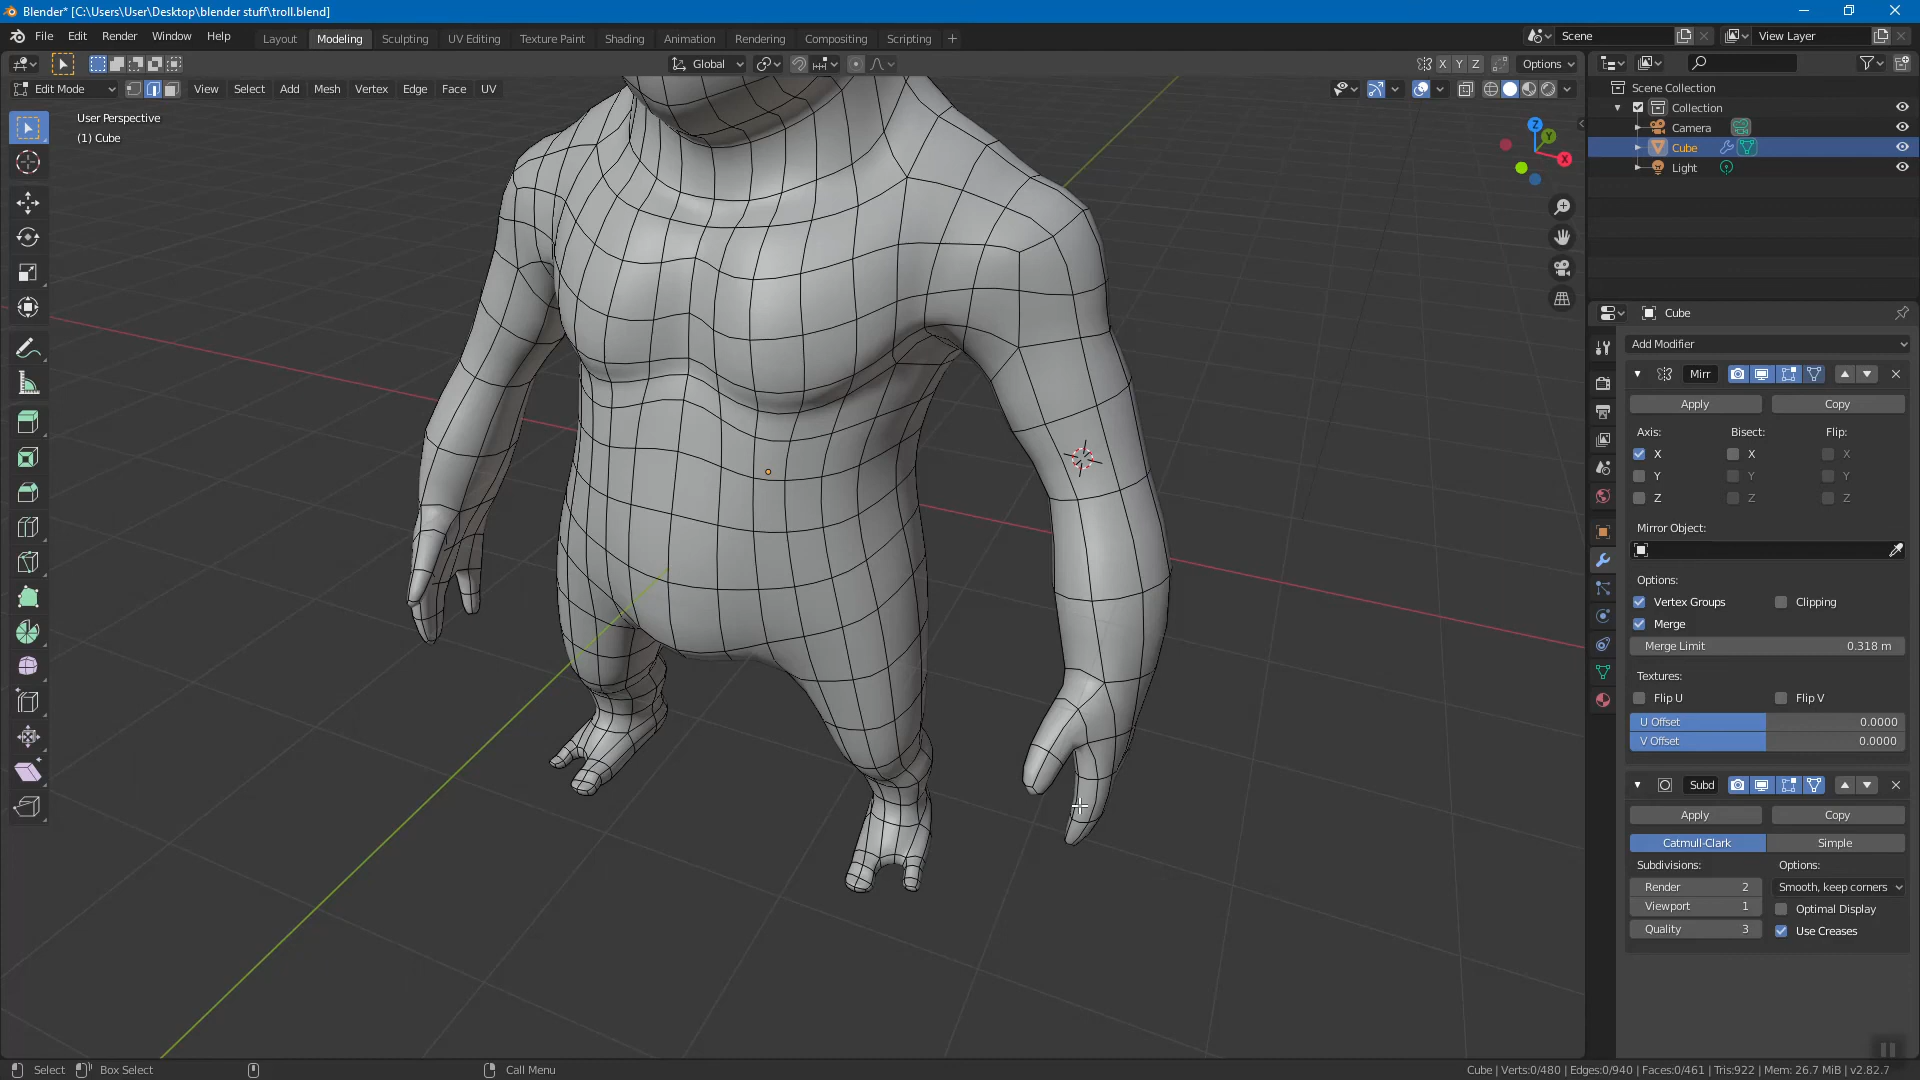 Blender* [C:\Users\User\Desktop\blender stuff\troll.blend]
File Edit Render Window Help Layout Modeling Sculpting UV Editing Texture Paint Shading Animation Rendering Compositing Scripting + Scene View Layer
Global X Y Z Options
Edit Mode View Select Add Mesh Vertex Edge Face UV
User Perspective
(1) Cube
Z Y X
Scene Collection
Collection
Camera
Cube
Light
Cube
Add Modifier
Mirr
Apply Copy
Axis: Bisect: Flip:
X X X
Y Y Y
Z Z Z
Mirror Object:
Options:
Vertex Groups Clipping
Merge
Merge Limit 0.318 m
Textures:
Flip U Flip V
U Offset 0.0000
V Offset 0.0000
Subd
Apply Copy
Catmull-Clark Simple
Subdivisions: Options:
Render 2 Smooth, keep corners
Viewport 1 Optimal Display
Quality 3 Use Creases
Select Box Select Call Menu Cube | Verts:0/480 | Edges:0/940 | Faces:0/461 | Tris:922 | Mem: 26.7 MiB | v2.82.7